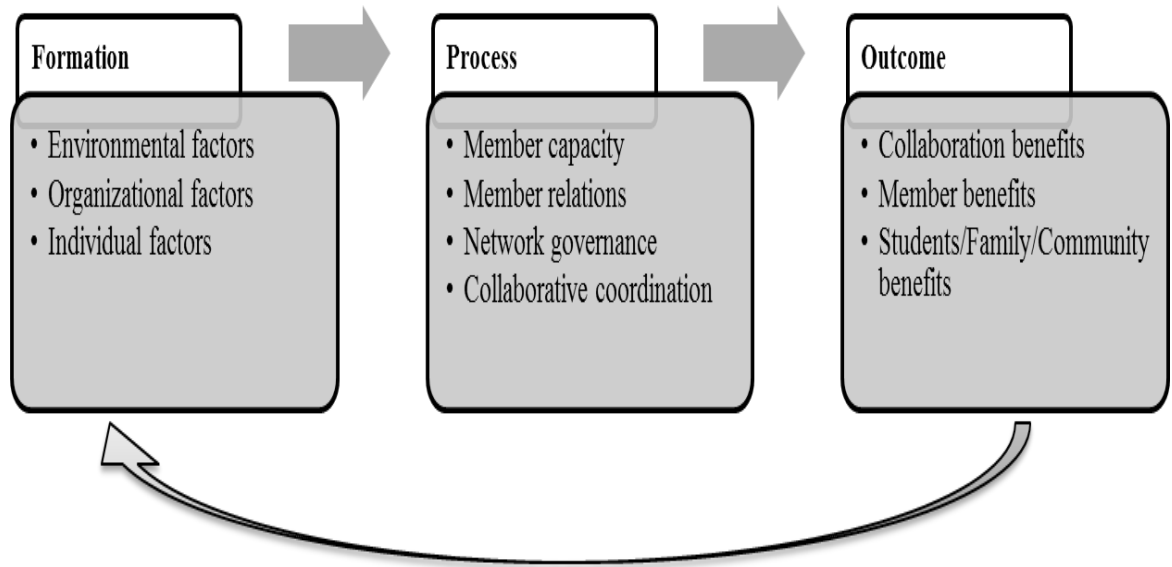 Formation
• Environmental factors
• Organizational factors
• Individual factors
Process
• Member capacity
• Member relations
• Network governance
• Collaborative coordination
Outcome
• Collaboration benefits
• Member benefits
• Students/Family/Community
benefits